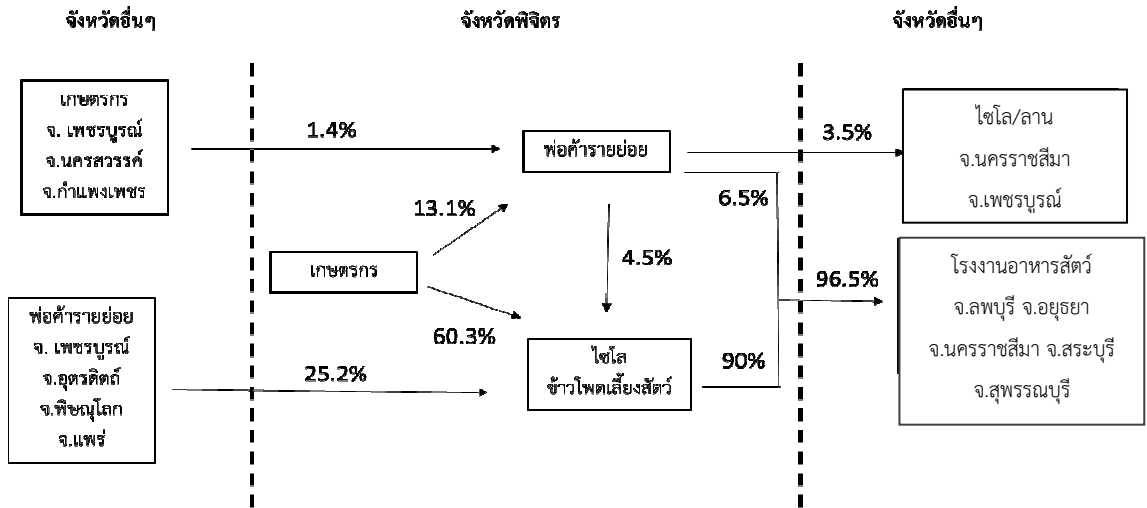 จังหวัดอื่นๆ
จังหวัดพิจิตร
จังหวัดอื่นๆ
เกษตรกร
จ. เพชรบูรณ์
จ.นครสวรรค์
จ.กำแพงเพชร
1.4%
พ่อค้ารายย่อย
3.5%
ไซโล/ลาน
จ.นครราชสีมา
จ.เพชรบูรณ์
13.1%
6.5%
เกษตรกร
4.5%
96.5%
โรงงานอาหารสัตว์
จ.ลพบุรี จ.อยุธยา
จ.นครราชสีมา จ.สระบุรี
จ.สุพรรณบุรี
พ่อค้ารายย่อย
จ. เพชรบูรณ์
จ.อุตรดิตถ์
จ.พิษณุโลก
จ.แพร่
60.3%
25.2%
ไซโล
ข้าวโพดเลี้ยงสัตว์
90%